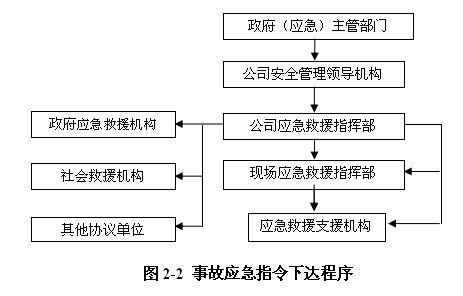 政府（应急）主管部门
公司安全管理领导机构
政府应急救援机构
公司应急救援指挥部
社会救援机构
现场应急救援指挥部
其他协议单位
应急救援支援机构
图2-2 事故应急指令下达程序